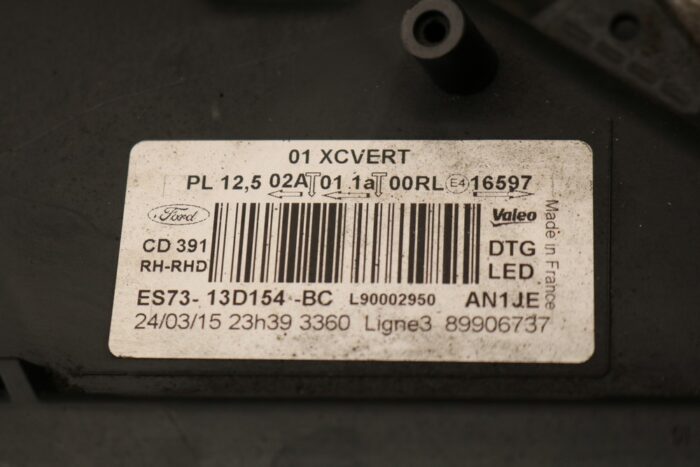 01 XCVERT
PL 12,5 02A 01 1a 00RL E4 16597
Ford
Valeo
CD 391
DTG
RH-RHD
LED
Made in France
ES73- 13D154 -BC L90002950 AN1JE
24/03/15 23h39 3360 Ligne3 89906737